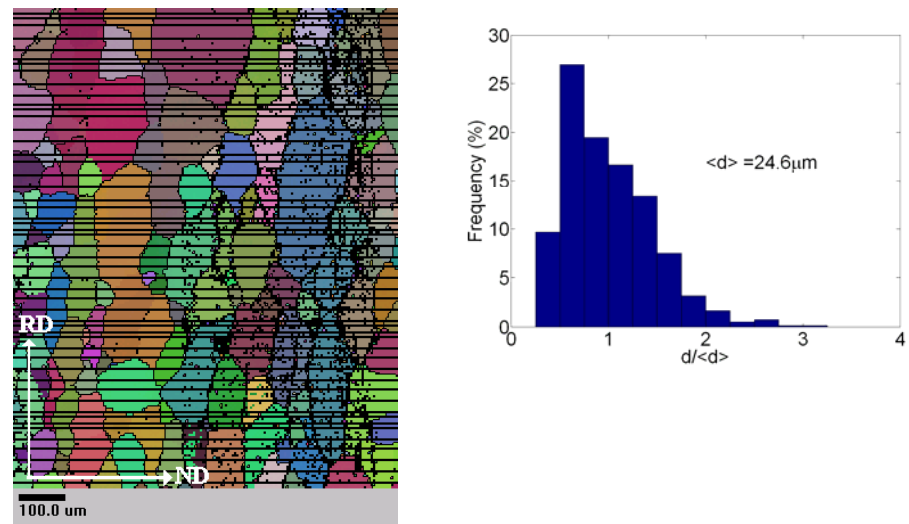 RD
ND
100.0 um
30
25
20
15
10
5
0
Frequency (%)
<d> =24.6μm
0 1 2 3 4
d/<d>